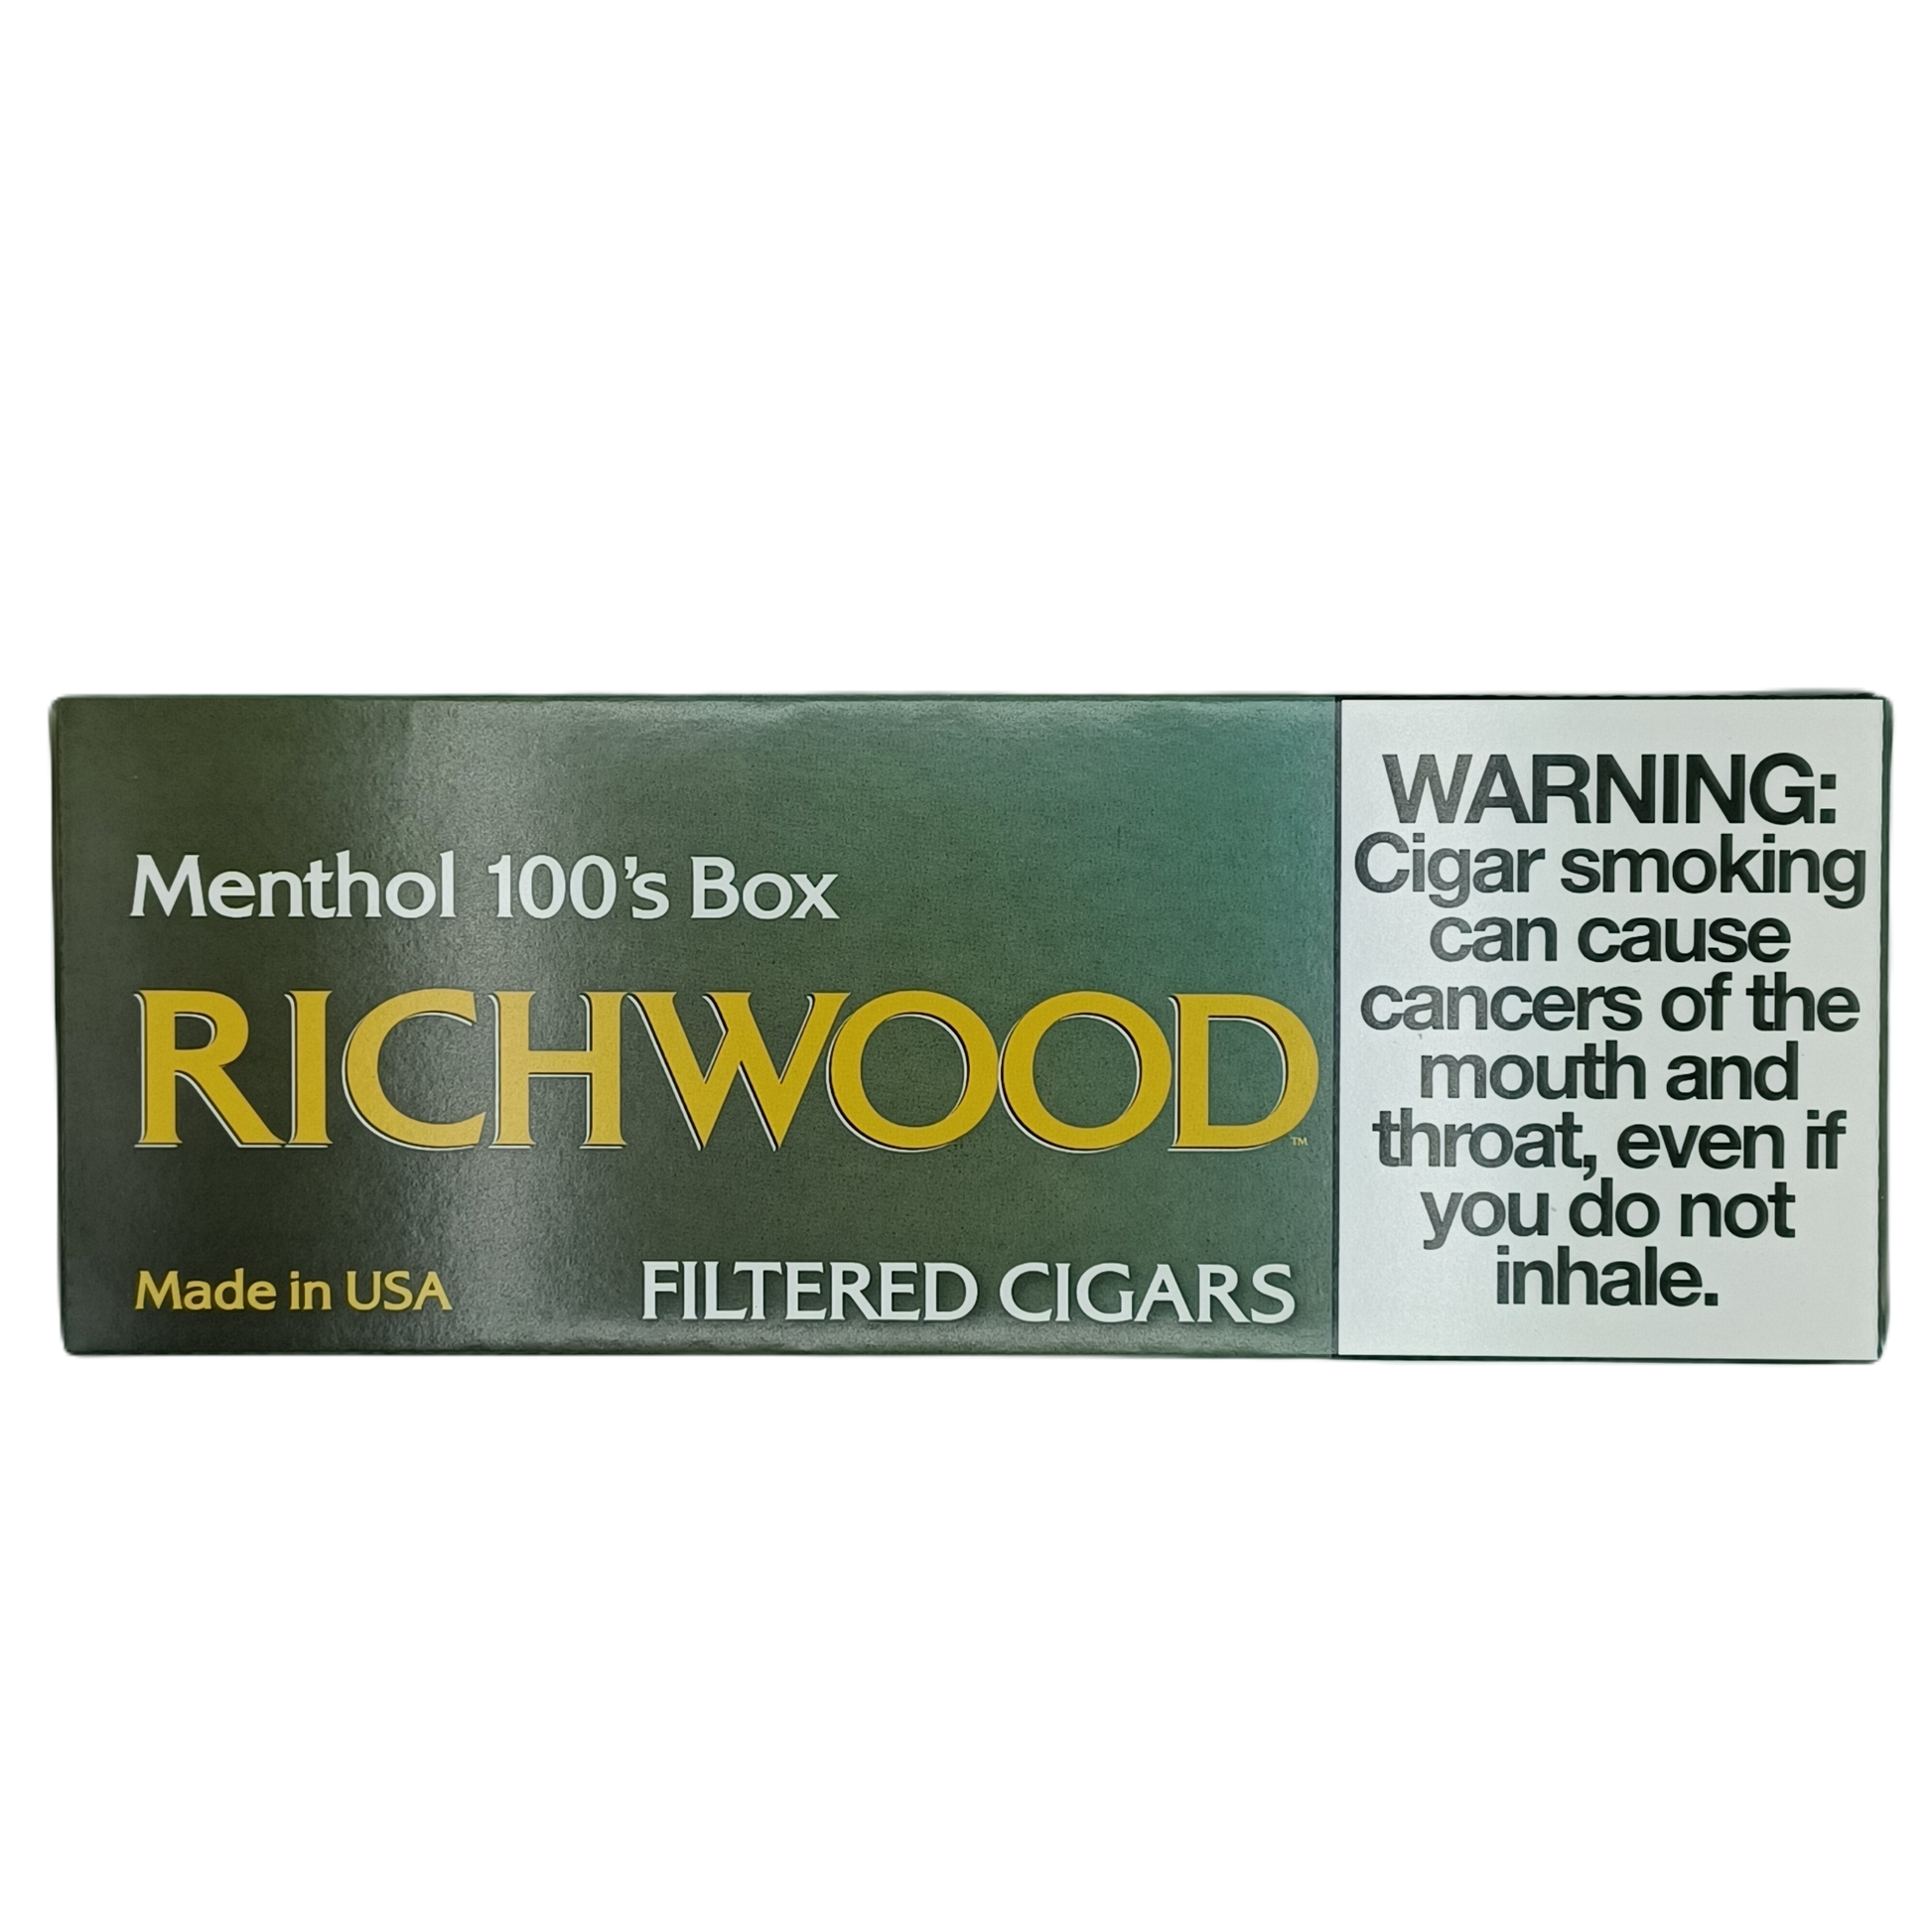 Menthol 100's Box
RICHWOOD™
Made in USA
FILTERED CIGARS
WARNING:
Cigar smoking
can cause
cancers of the
mouth and
throat, even if
you do not
inhale.